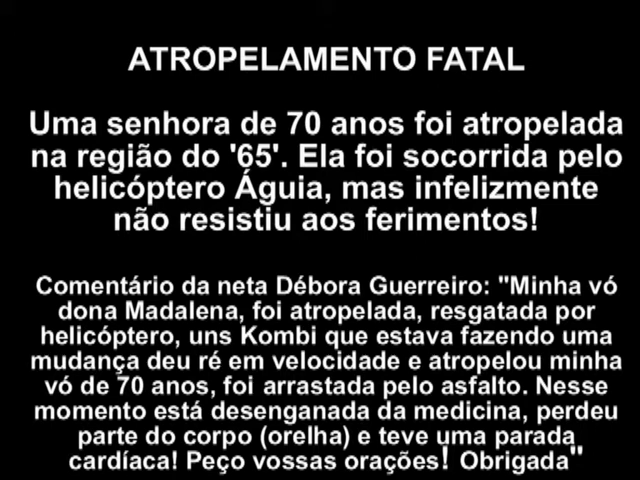 ATROPELAMENTO FATAL
Uma senhora de 70 anos foi atropelada
na região do '65'. Ela foi socorrida pelo
helicóptero Águia, mas infelizmente
não resistiu aos ferimentos!
Comentário da neta Débora Guerreiro: "Minha vó
dona Madalena, foi atropelada, resgatada por
helicóptero, uns Kombi que estava fazendo uma
mudança deu ré em velocidade e atropelou minha
vó de 70 anos, foi arrastada pelo asfalto. Nesse
momento está desenganada da medicina, perdeu
parte do corpo (orelha) e teve uma parada
cardíaca! Peço vossas orações! Obrigada"